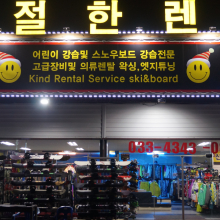 절한렌
어린이 강습및 스노우보드 강습전문
고급장비및 의류렌탈 왁싱,엣지튜닝
Kind Rental Service ski&board
033-4343